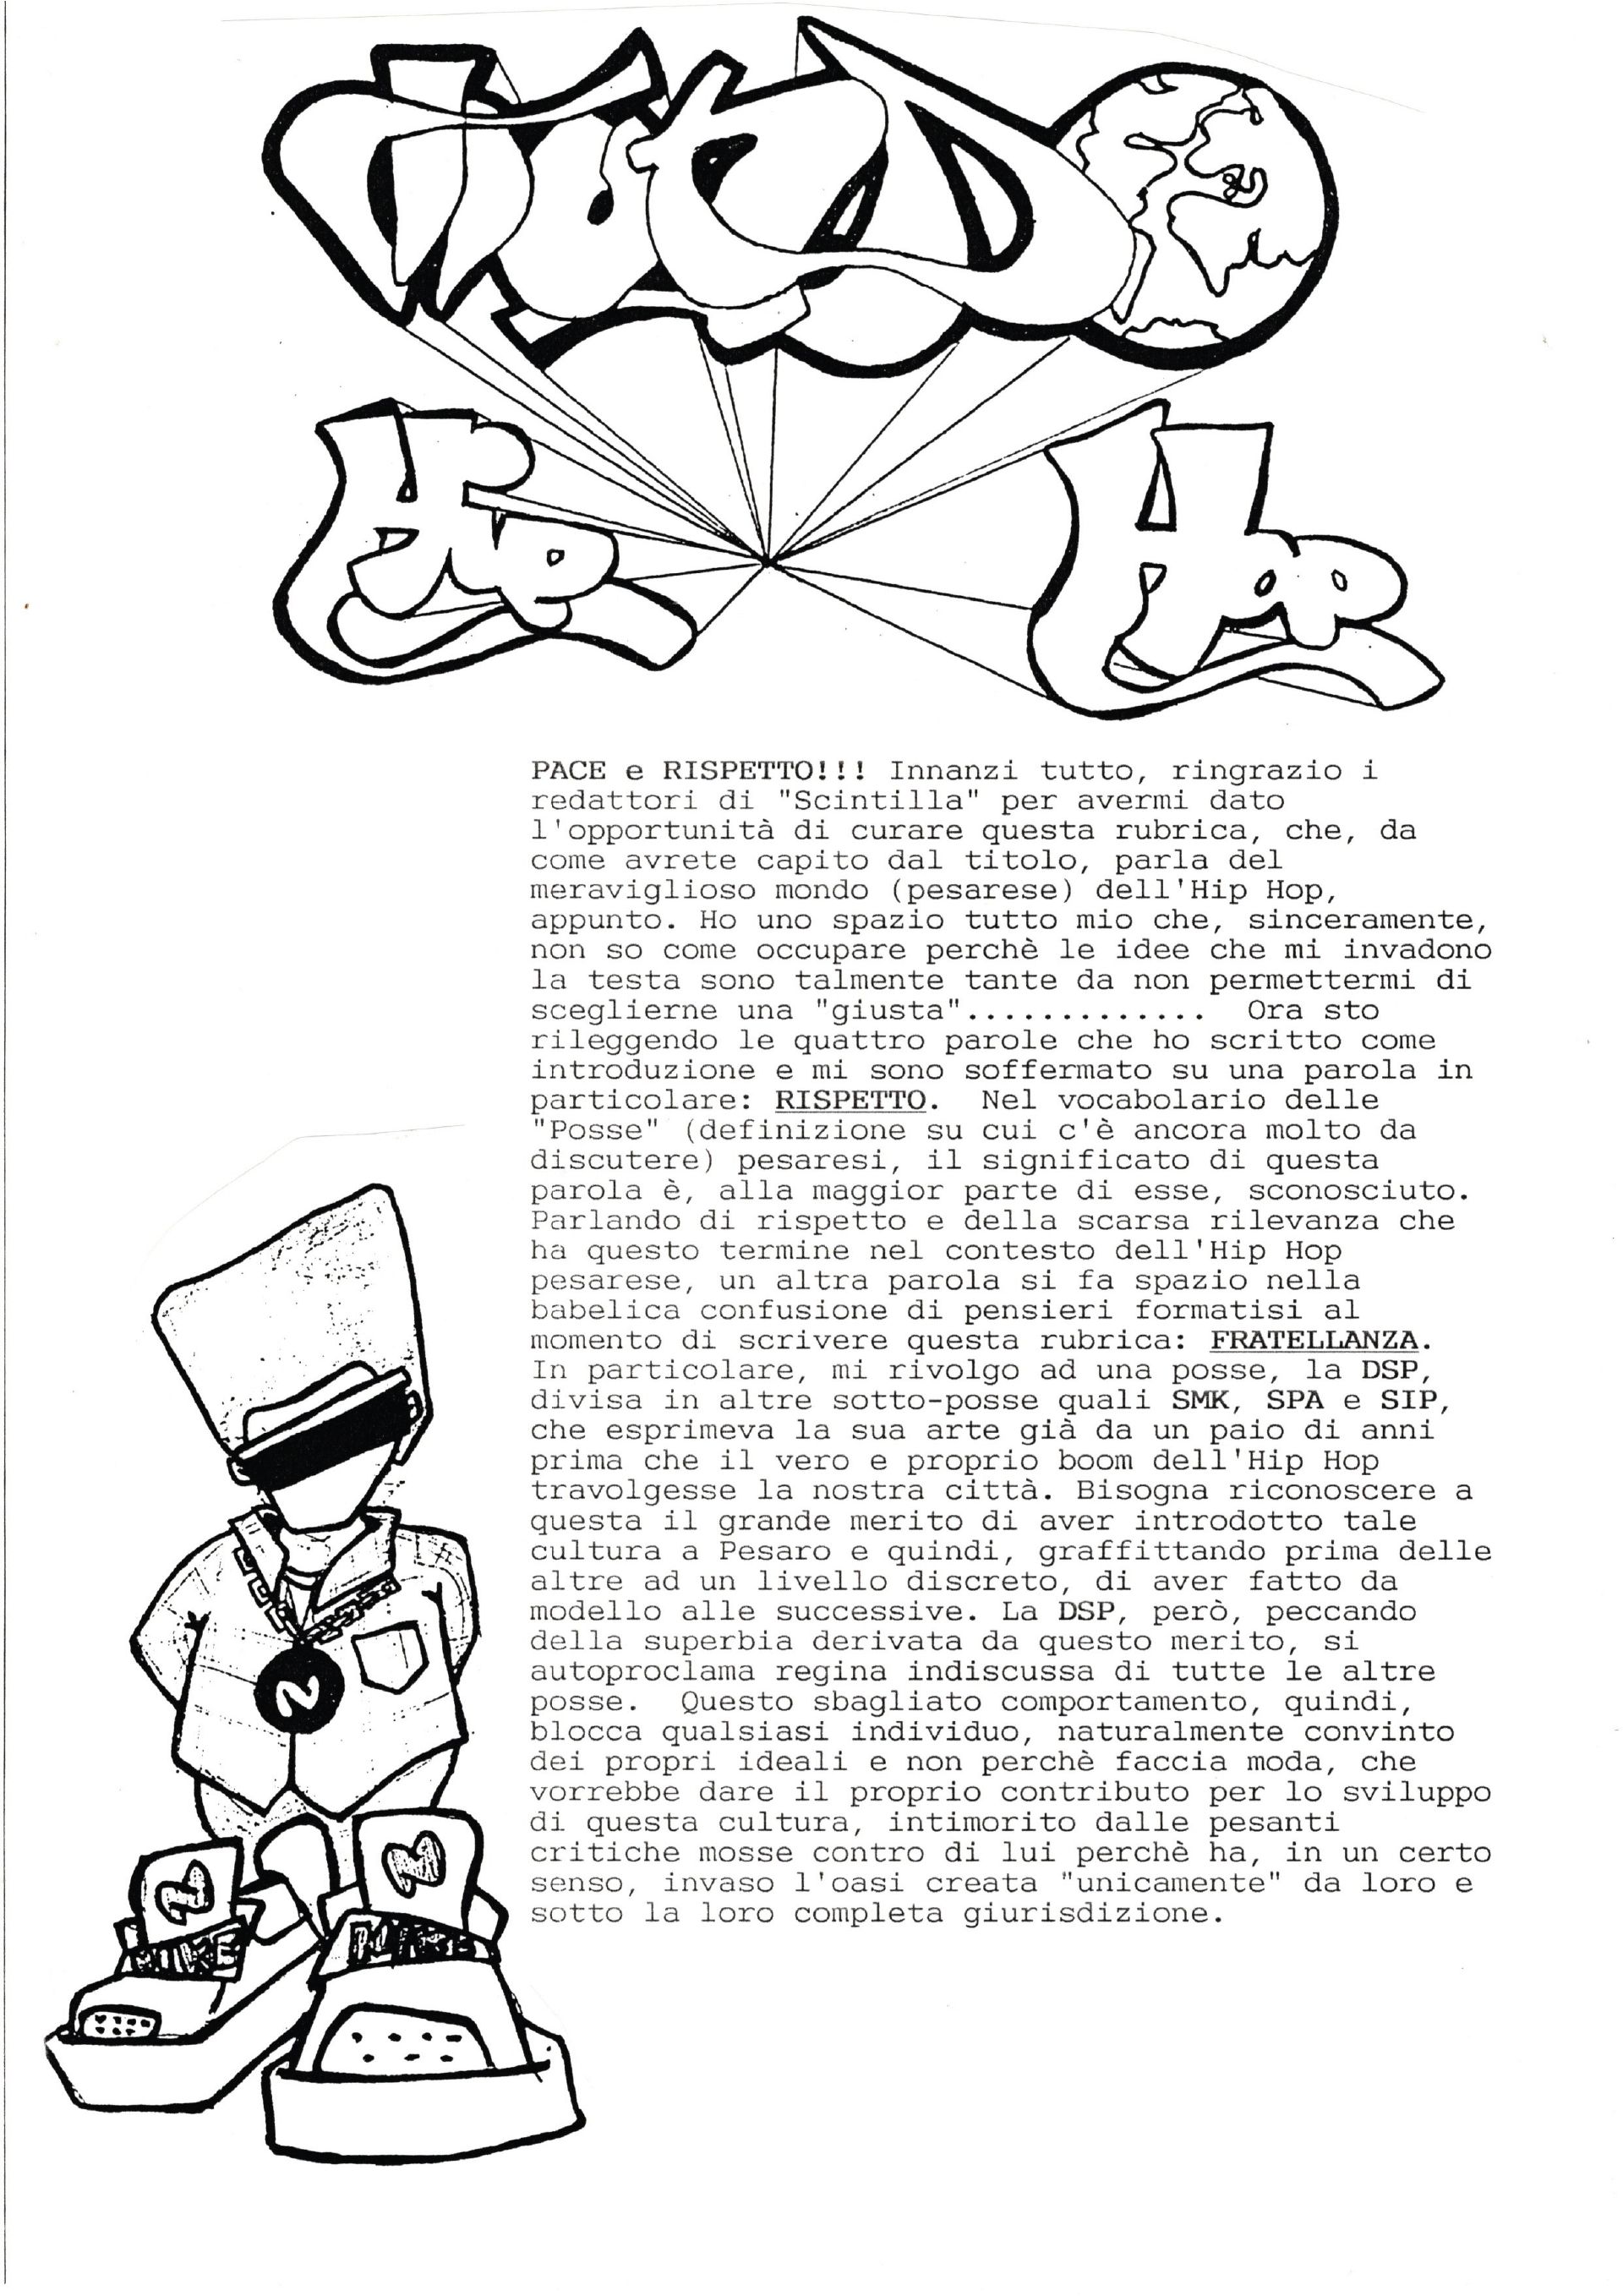 Hip
Hop
PACE e RISPETTO!!! Innanzi tutto, ringrazio i
redattori di "Scintilla" per avermi dato
l'opportunità di curare questa rubrica, che, da
come avrete capito dal titolo, parla del
meraviglioso mondo (pesarese) dell'Hip Hop,
appunto. Ho uno spazio tutto mio che, sinceramente,
non so come occupare perchè le idee che mi invadono
la testa sono talmente tante da non permettermi di
sceglierne una "giusta"............. Ora sto
rileggendo le quattro parole che ho scritto come
introduzione e mi sono soffermato su una parola in
particolare: RISPETTO. Nel vocabolario delle
"Posse" (definizione su cui c'è ancora molto da
discutere) pesaresi, il significato di questa
parola è, alla maggior parte di esse, sconosciuto.
Parlando di rispetto e della scarsa rilevanza che
ha questo termine nel contesto dell'Hip Hop
pesarese, un altra parola si fa spazio nella
babelica confusione di pensieri formatisi al
momento di scrivere questa rubrica: FRATELLANZA.
In particolare, mi rivolgo ad una posse, la DSP,
divisa in altre sotto-posse quali SMK, SPA e SIP,
che esprimeva la sua arte già da un paio di anni
prima che il vero e proprio boom dell'Hip Hop
travolgesse la nostra città. Bisogna riconoscere a
questa il grande merito di aver introdotto tale
cultura a Pesaro e quindi, graffittando prima delle
altre ad un livello discreto, di aver fatto da
modello alle successive. La DSP, però, peccando
della superbia derivata da questo merito, si
autoproclama regina indiscussa di tutte le altre
posse. Questo sbagliato comportamento, quindi,
blocca qualsiasi individuo, naturalmente convinto
dei propri ideali e non perchè faccia moda, che
vorrebbe dare il proprio contributo per lo sviluppo
di questa cultura, intimorito dalle pesanti
critiche mosse contro di lui perchè ha, in un certo
senso, invaso l'oasi creata "unicamente" da loro e
sotto la loro completa giurisdizione.
N
N
N